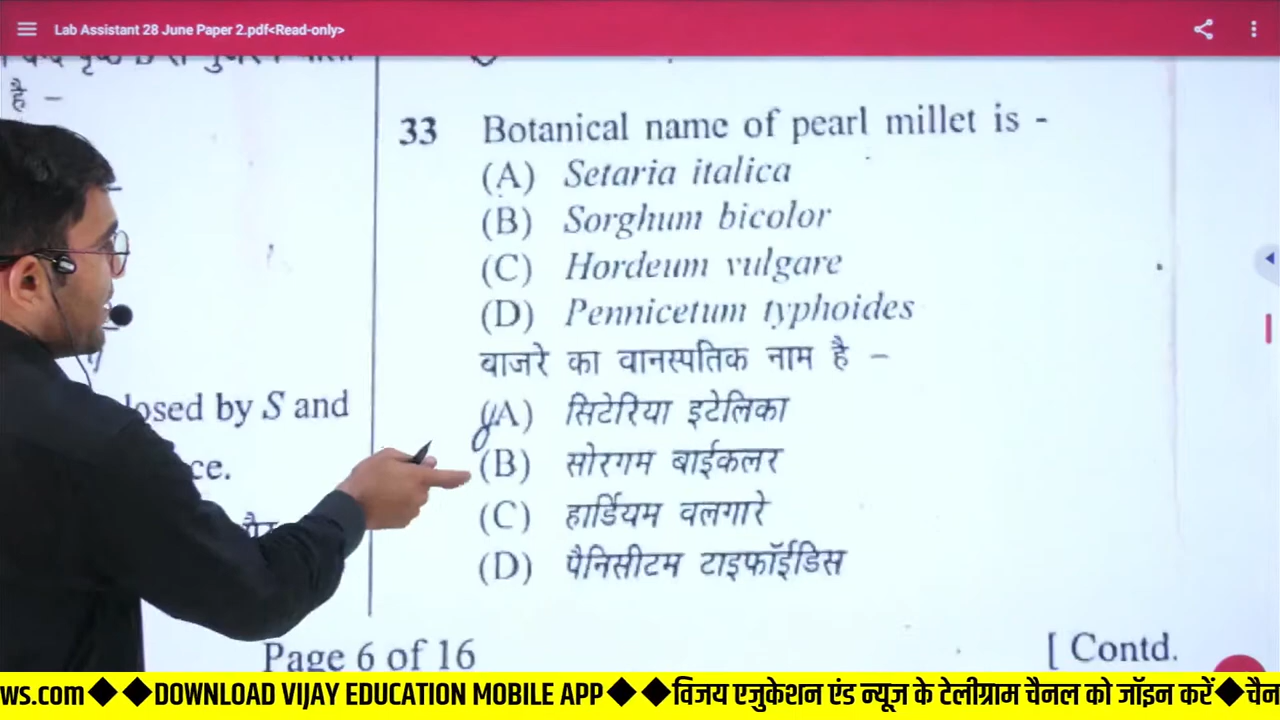 Lab Assistant 28 June Paper 2.pdf<Read-only>
है –
losed by S and
ce.
33 Botanical name of pearl millet is -
(A) Setaria italica
(B) Sorghum bicolor
(C) Hordeum vulgare
(D) Pennicetum typhoides
बाजरे का वानस्पतिक नाम है –
(A) सिटेरिया इटेलिका
(B) सोरगम बाईकलर
(C) हार्डियम वलगारे
(D) पैनिसीटम टाइफॉईडिस
Page 6 of 16
[ Contd.
ws.com◆◆DOWNLOAD VIJAY EDUCATION MOBILE APP◆◆विजय एजुकेशन एंड न्यूज के टेलीग्राम चैनल को जॉइन करें◆चैन